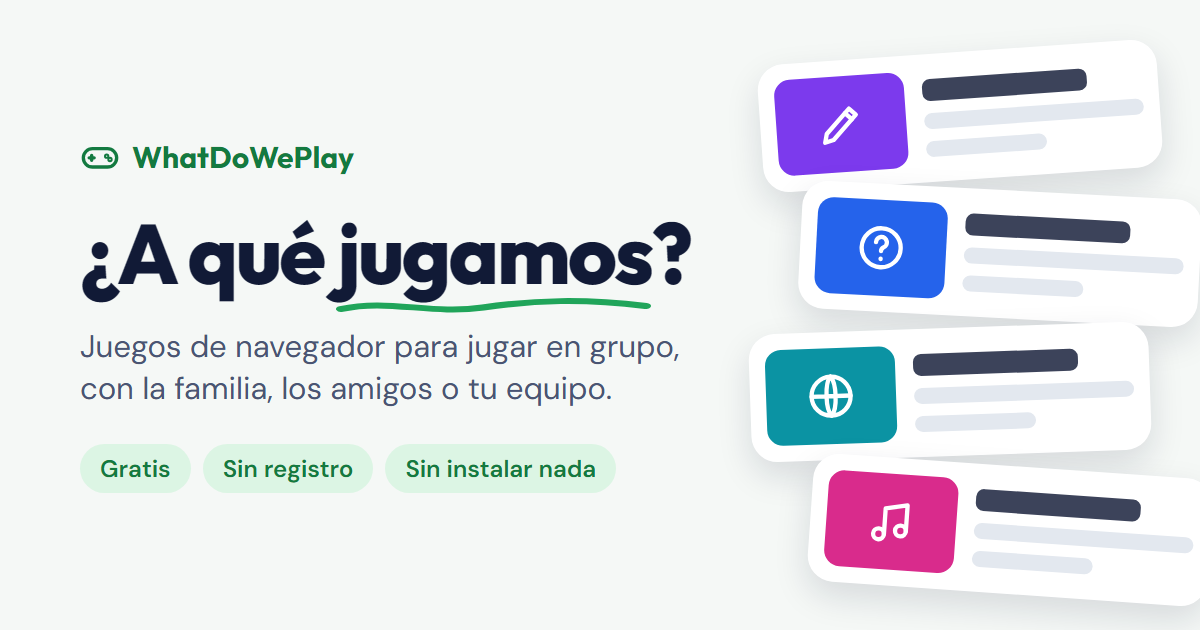 WhatDoWePlay
¿A qué jugamos?
Juegos de navegador para jugar en grupo,
con la familia, los amigos o tu equipo.
Gratis
Sin registro
Sin instalar nada